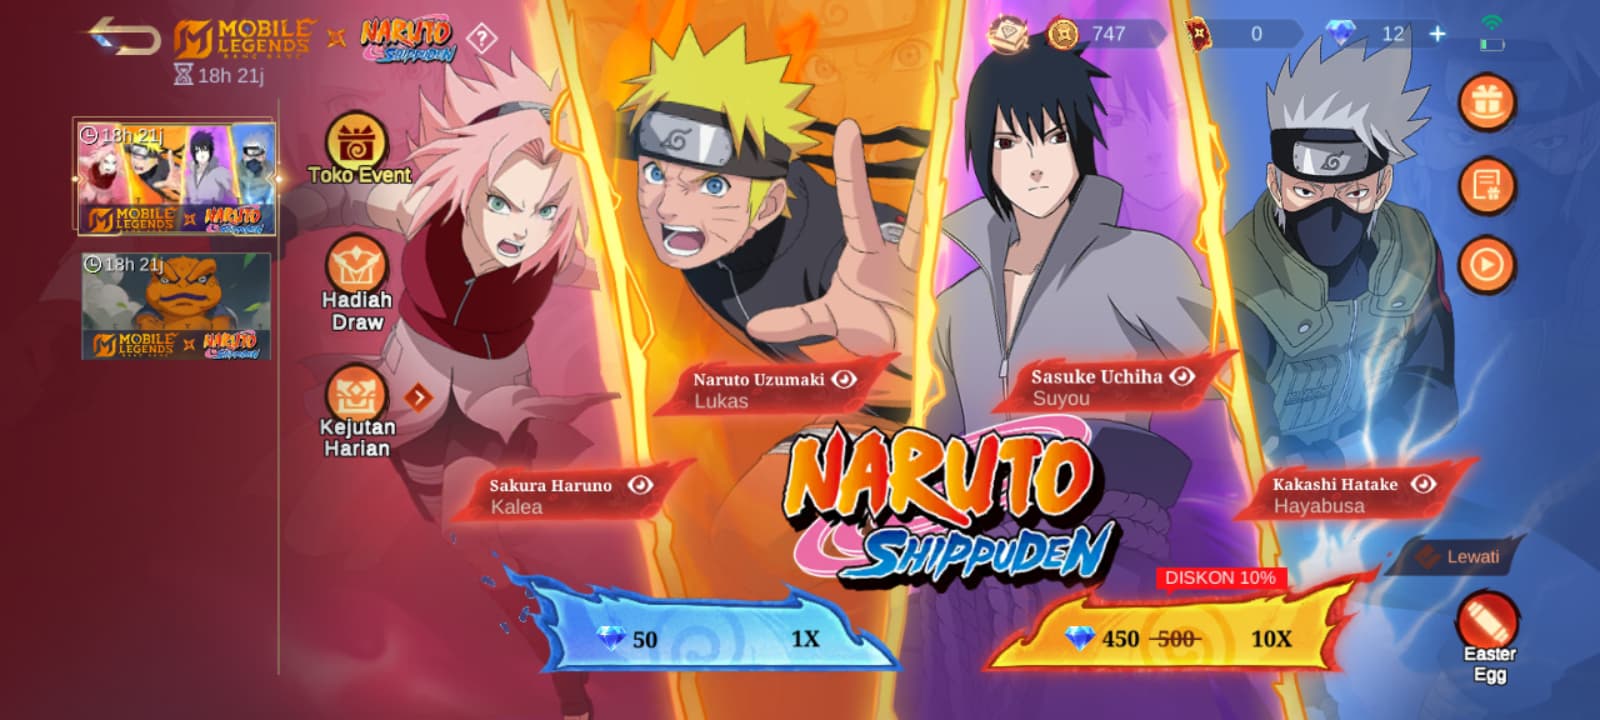 MOBILE
LEGENDS
BANG BANG
NARUTO
SHIPPUDEN
?
747
0
12
+
18h 21j
18h 21j
MOBILE
LEGENDS
NARUTO
SHIPPUDEN
18h 21j
MOBILE
LEGENDS
NARUTO
SHIPPUDEN
Toko Event
Hadiah
Draw
Kejutan
Harian
Naruto Uzumaki
Lukas
Sasuke Uchiha
Suyou
Sakura Haruno
Kalea
Kakashi Hatake
Hayabusa
NARUTO
SHIPPUDEN
Lewati
DISKON 10%
50 1X
450 500 10X
Easter
Egg